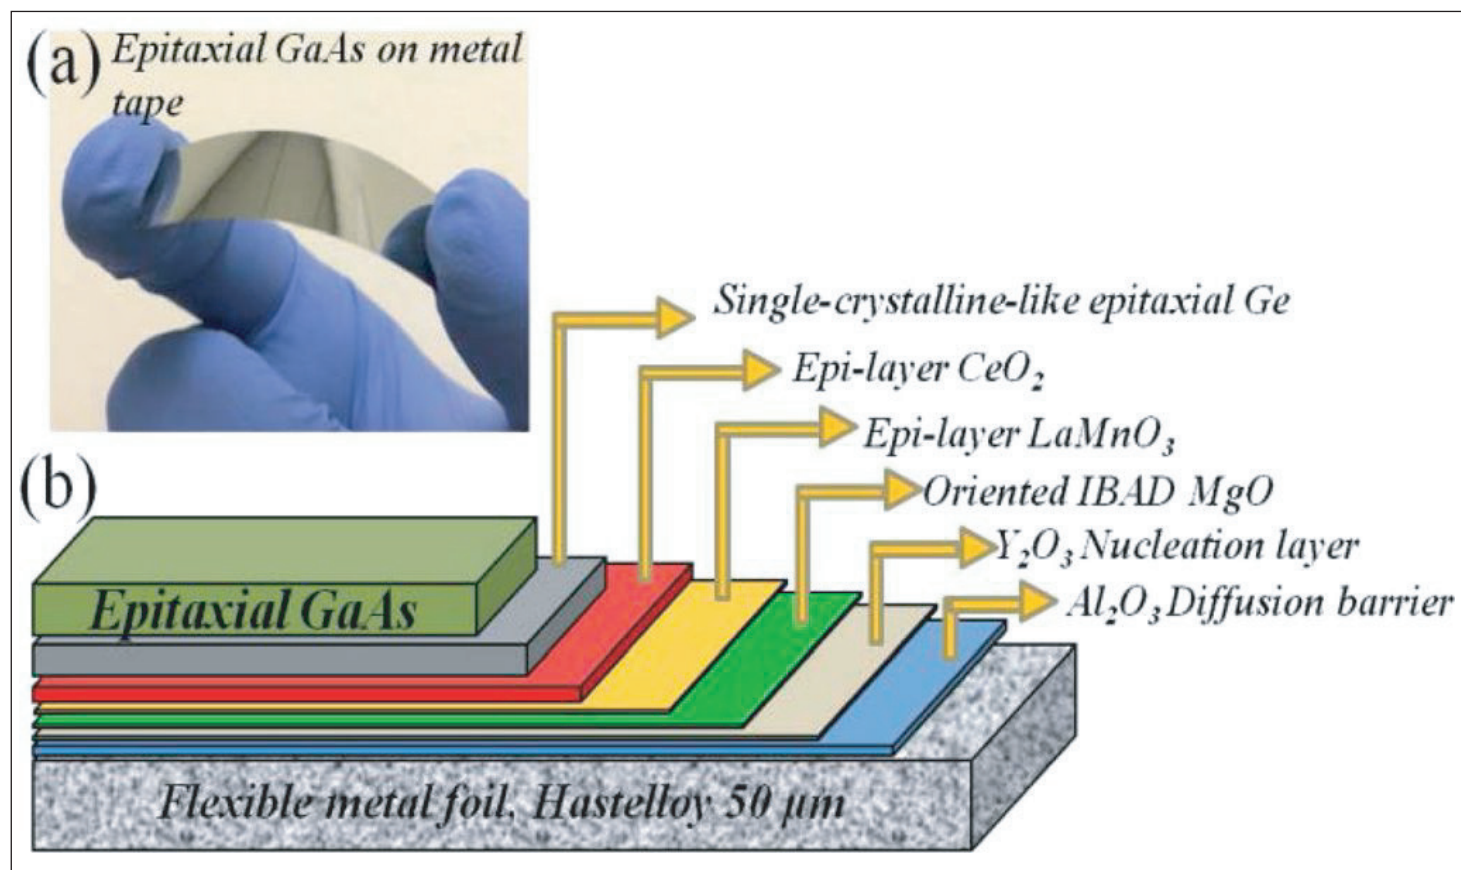 (a) Epitaxial GaAs on metal
tape
Single-crystalline-like epitaxial Ge
Epi-layer CeO₂
Epi-layer LaMnO₃
(b)
Oriented IBAD MgO
Y₂O₃ Nucleation layer
Al₂O₃ Diffusion barrier
Epitaxial GaAs
Flexible metal foil, Hastelloy 50 μm